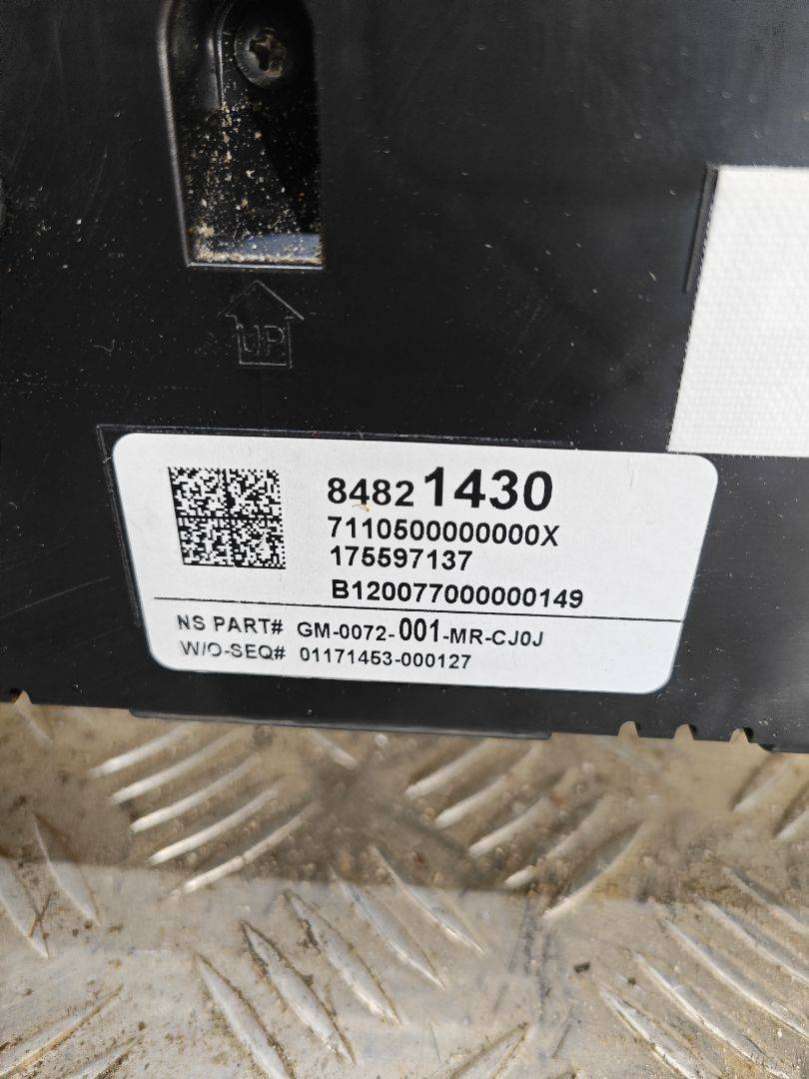 UP
84821430
7110500000000X
175597137
B120077000000149
NS PART# GM-0072-001-MR-CJ0J
W/O-SEQ# 01171453-000127